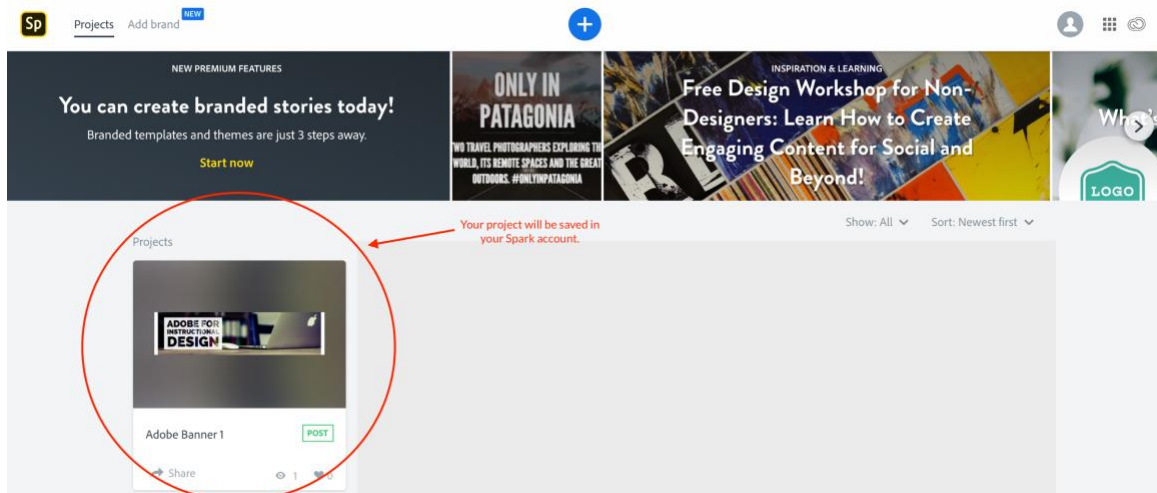 Sp
Projects
Add brand
NEW
NEW PREMIUM FEATURES
You can create branded stories today!
Branded templates and themes are just 3 steps away.
Start now
ONLY IN
PATAGONIA
TWO TRAVEL PHOTOGRAPHERS EXPLORING TH
WORLD, ITS REMOTE SPACES AND THE GREAT
OUTDOORS. #ONLYINPATAGONIA
INSPIRATION & LEARNING
Free Design Workshop for Non-
Designers: Learn How to Create
Engaging Content for Social and
Beyond!
LOGO
Your project will be saved in
your Spark account.
Show: All
Sort: Newest first
Projects
ADOBE FOR
INSTRUCTIONAL
DESIGN
Adobe Banner 1
POST
Share
1
0